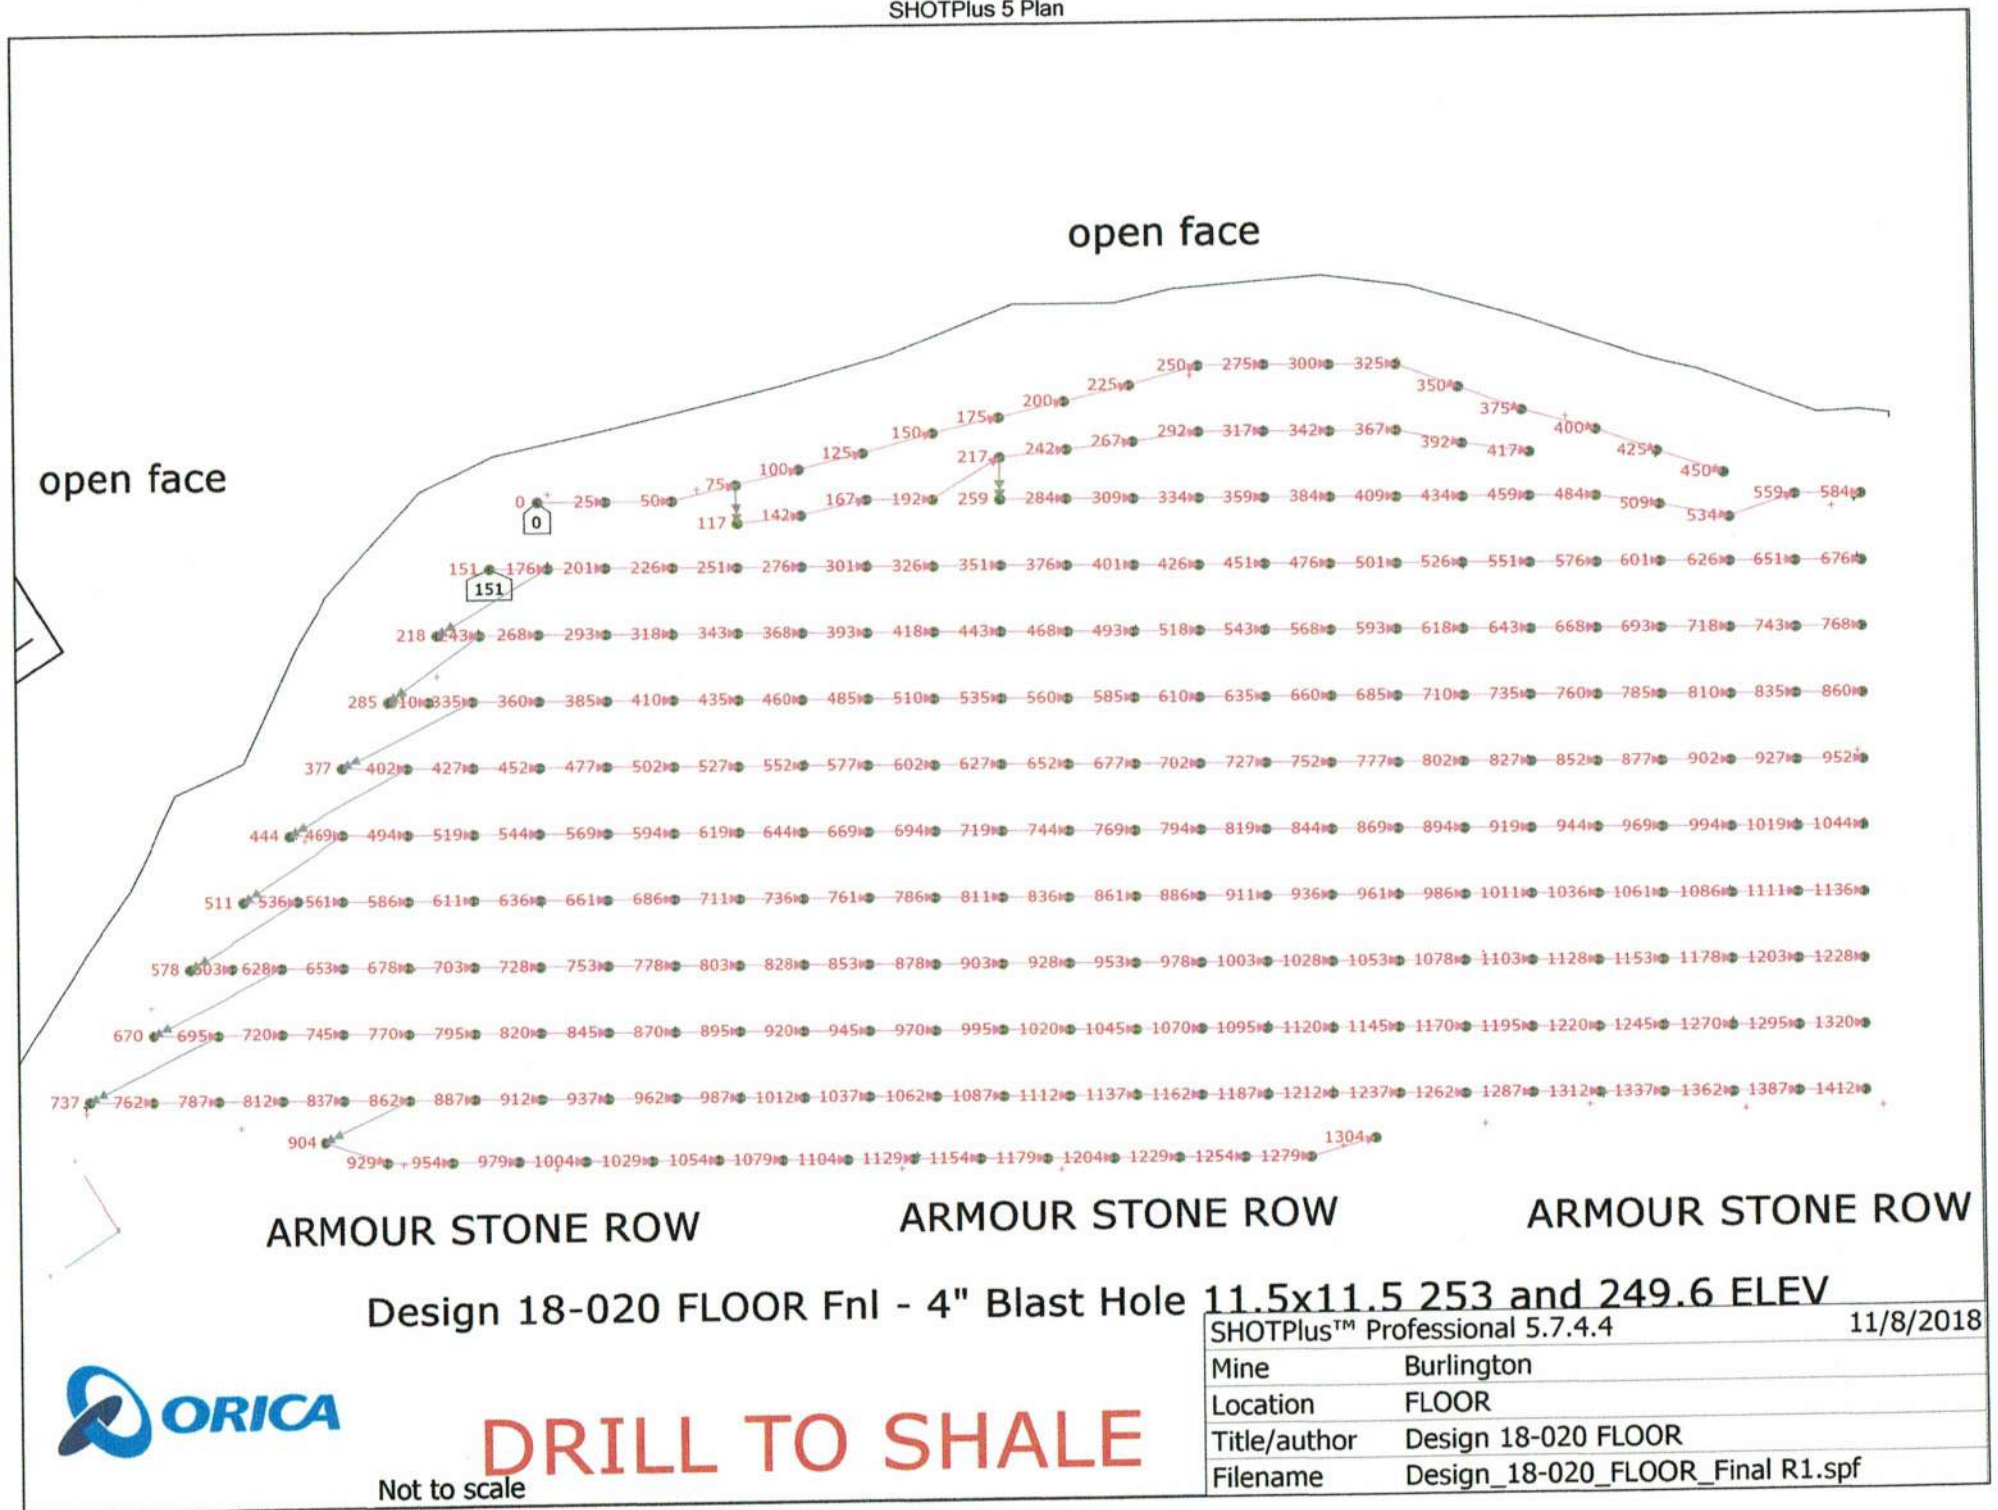 SHOTPlus 5 Plan
open face
open face
250 275 300 325
225 350
200 375
175 400
150 292 317 342 367 392 417 425
125 217 242 267 450
100
75
0 25 50 167 192 259 284 309 334 359 384 409 434 459 484 509 559 584
0 117 142 534
151 176 201 226 251 276 301 326 351 376 401 426 451 476 501 526 551 576 601 626 651 676
151
218 243 268 293 318 343 368 393 418 443 468 493 518 543 568 593 618 643 668 693 718 743 768
285 310 335 360 385 410 435 460 485 510 535 560 585 610 635 660 685 710 735 760 785 810 835 860
377 402 427 452 477 502 527 552 577 602 627 652 677 702 727 752 777 802 827 852 877 902 927 952
444 469 494 519 544 569 594 619 644 669 694 719 744 769 794 819 844 869 894 919 944 969 994 1019 1044
511 536 561 586 611 636 661 686 711 736 761 786 811 836 861 886 911 936 961 986 1011 1036 1061 1086 1111 1136
578 603 628 653 678 703 728 753 778 803 828 853 878 903 928 953 978 1003 1028 1053 1078 1103 1128 1153 1178 1203 1228
670 695 720 745 770 795 820 845 870 895 920 945 970 995 1020 1045 1070 1095 1120 1145 1170 1195 1220 1245 1270 1295 1320
737 762 787 812 837 862 887 912 937 962 987 1012 1037 1062 1087 1112 1137 1162 1187 1212 1237 1262 1287 1312 1337 1362 1387 1412
904 1304
929 954 979 1004 1029 1054 1079 1104 1129 1154 1179 1204 1229 1254 1279
ARMOUR STONE ROW ARMOUR STONE ROW ARMOUR STONE ROW
Design 18-020 FLOOR Fnl - 4" Blast Hole 11.5x11.5 253 and 249.6 ELEV
SHOTPlus™ Professional 5.7.4.4 11/8/2018
Mine Burlington
Location FLOOR
Title/author Design 18-020 FLOOR
Filename Design_18-020_FLOOR_Final R1.spf
ORICA
DRILL TO SHALE
Not to scale